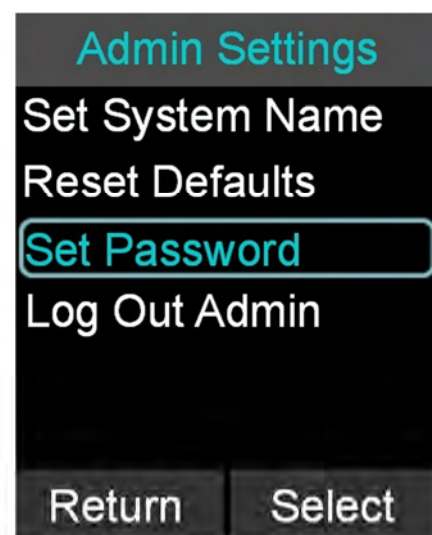 Admin Settings
Set System Name
Reset Defaults
Set Password
Log Out Admin
Return Select